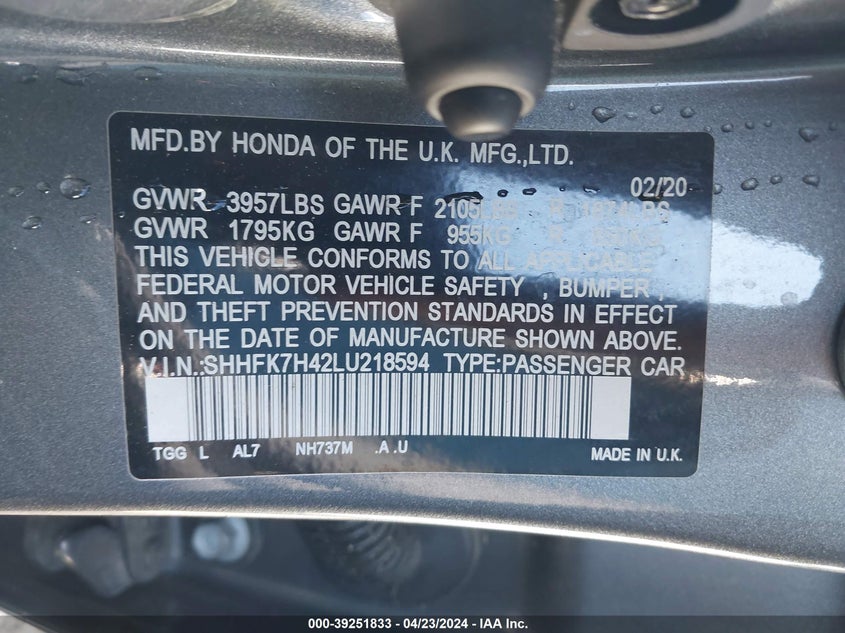 MFD.BY HONDA OF THE U.K. MFG.,LTD.
02/20
GVWR 3957LBS GAWR F 2105LBS R
GVWR 1795KG GAWR F 955KG R
THIS VEHICLE CONFORMS TO ALL APPLICABLE
FEDERAL MOTOR VEHICLE SAFETY , BUMPER ,
AND THEFT PREVENTION STANDARDS IN EFFECT
ON THE DATE OF MANUFACTURE SHOWN ABOVE.
V.I.N.:SHHFK7H42LU218594 TYPE:PASSENGER CAR
TGG L AL7 NH737M .A .U MADE IN U.K.
000-39251833 - 04/23/2024 - IAA Inc.